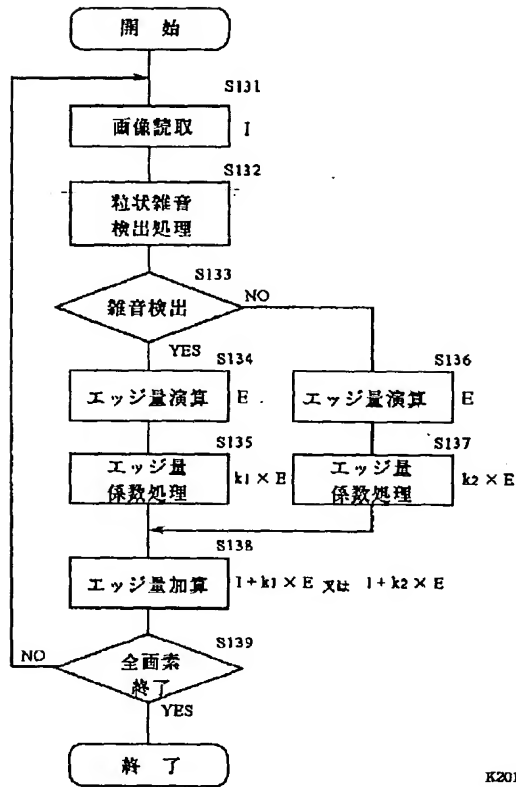 開 始
S131
画像読取 I
S132
粒状雑音
検出処理
S133
雑音検出 NO
YES
S134
エッジ量演算 E
S135
エッジ量
係数処理 k1×E
S136
エッジ量演算 E
S137
エッジ量
係数処理 k2×E
S138
エッジ量加算 I+k1×E 又は I+k2×E
S139
NO
全画素
終了
YES
終 了
K201